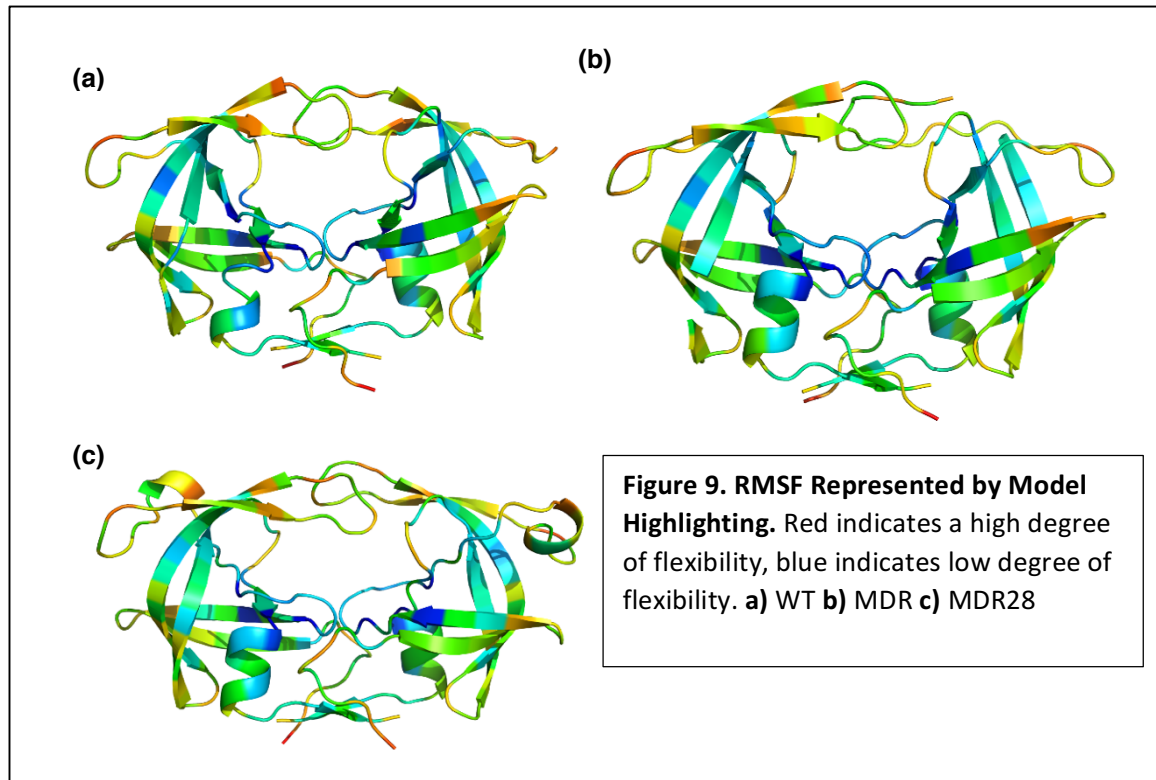 (a)
(b)
(c)
Figure 9. RMSF Represented by Model
Highlighting. Red indicates a high degree
of flexibility, blue indicates low degree of
flexibility. a) WT b) MDR c) MDR28